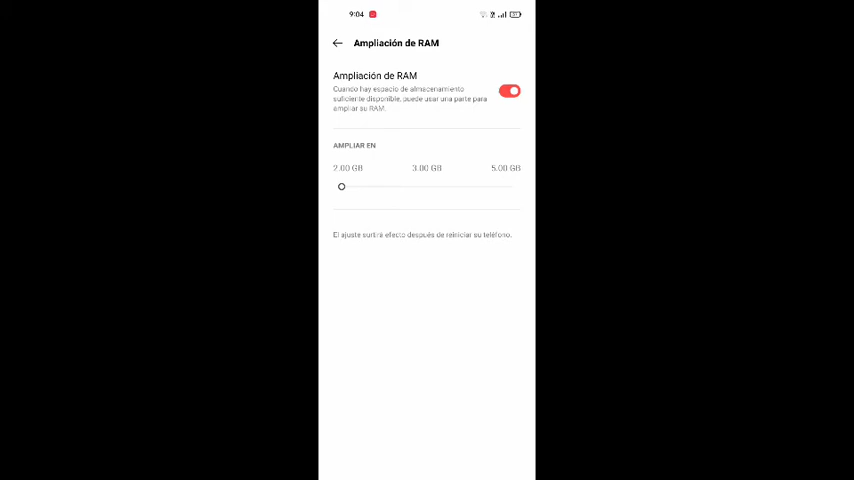 9:04
Ampliación de RAM
Ampliación de RAM
Cuando hay espacio de almacenamiento
suficiente disponible, puede usar una parte para
ampliar su RAM.
AMPLIAR EN
2.00 GB 3.00 GB 5.00 GB
El ajuste surtirá efecto después de reiniciar su teléfono.